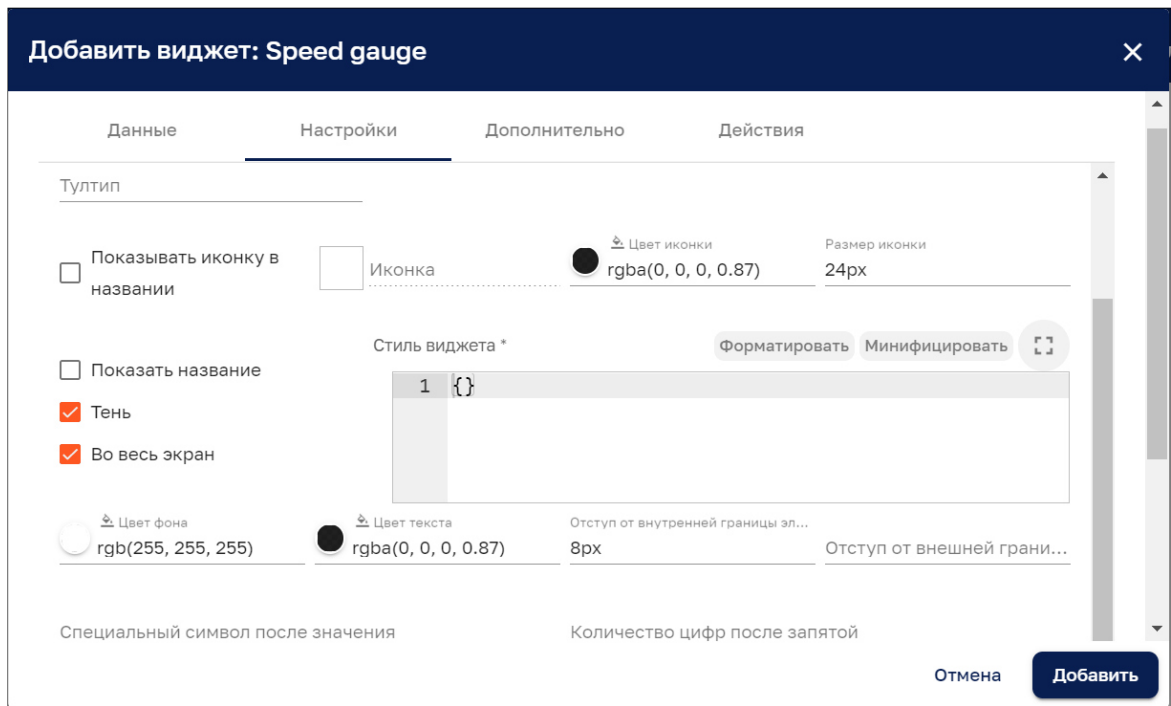 Добавить виджет: Speed gauge
Данные Настройки Дополнительно Действия
Тултип
Показывать иконку в
названии
Иконка
Цвет иконки
rgba(0, 0, 0, 0.87)
Размер иконки
24px
Стиль виджета *
Форматировать Минифицировать
Показать название
1 {}
Тень
Во весь экран
Цвет фона
rgb(255, 255, 255)
Цвет текста
rgba(0, 0, 0, 0.87)
Отступ от внутренней границы эл...
8px
Отступ от внешней грани...
Специальный символ после значения
Количество цифр после запятой
Отмена Добавить